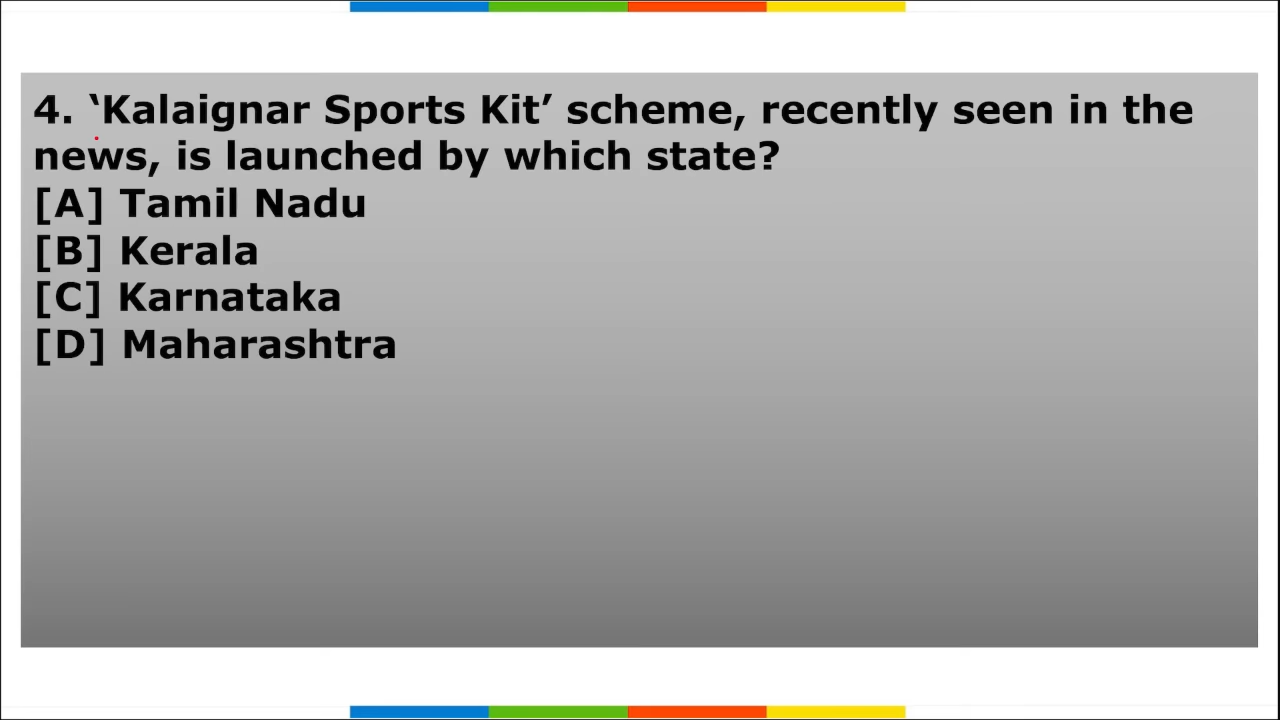 4. ‘Kalaignar Sports Kit’ scheme, recently seen in the
news, is launched by which state?
[A] Tamil Nadu
[B] Kerala
[C] Karnataka
[D] Maharashtra